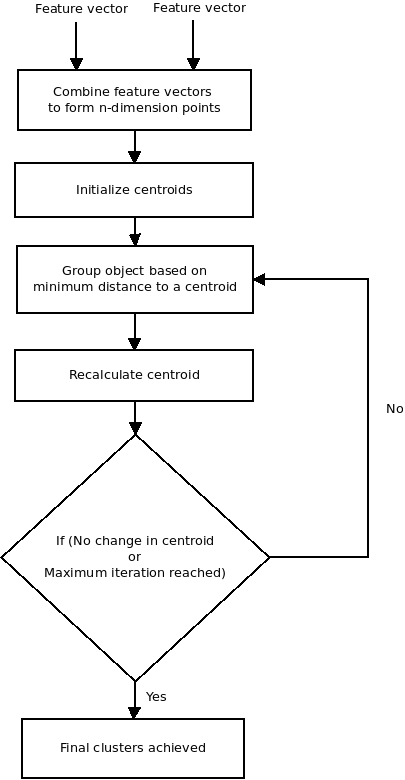 Feature vector
Feature vector
Combine feature vectors
to form n-dimension points
Initialize centroids
Group object based on
minimum distance to a centroid
Recalculate centroid
No
If (No change in centroid
or
Maximum iteration reached)
Yes
Final clusters achieved